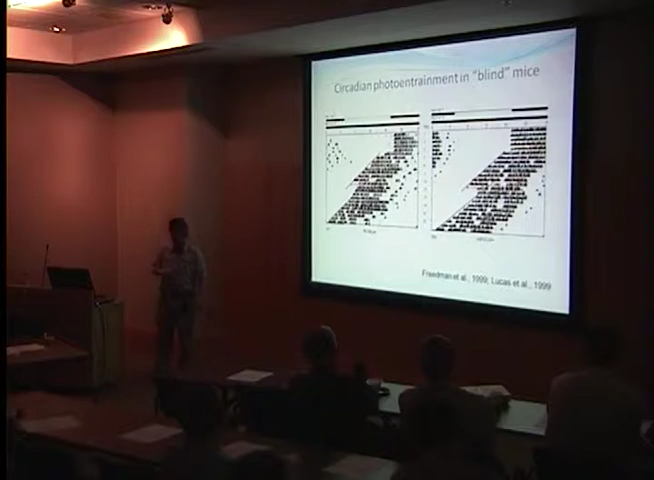 Circadian photoentrainment in "blind" mice
Freedman et al., 1999; Lucas et al., 1999